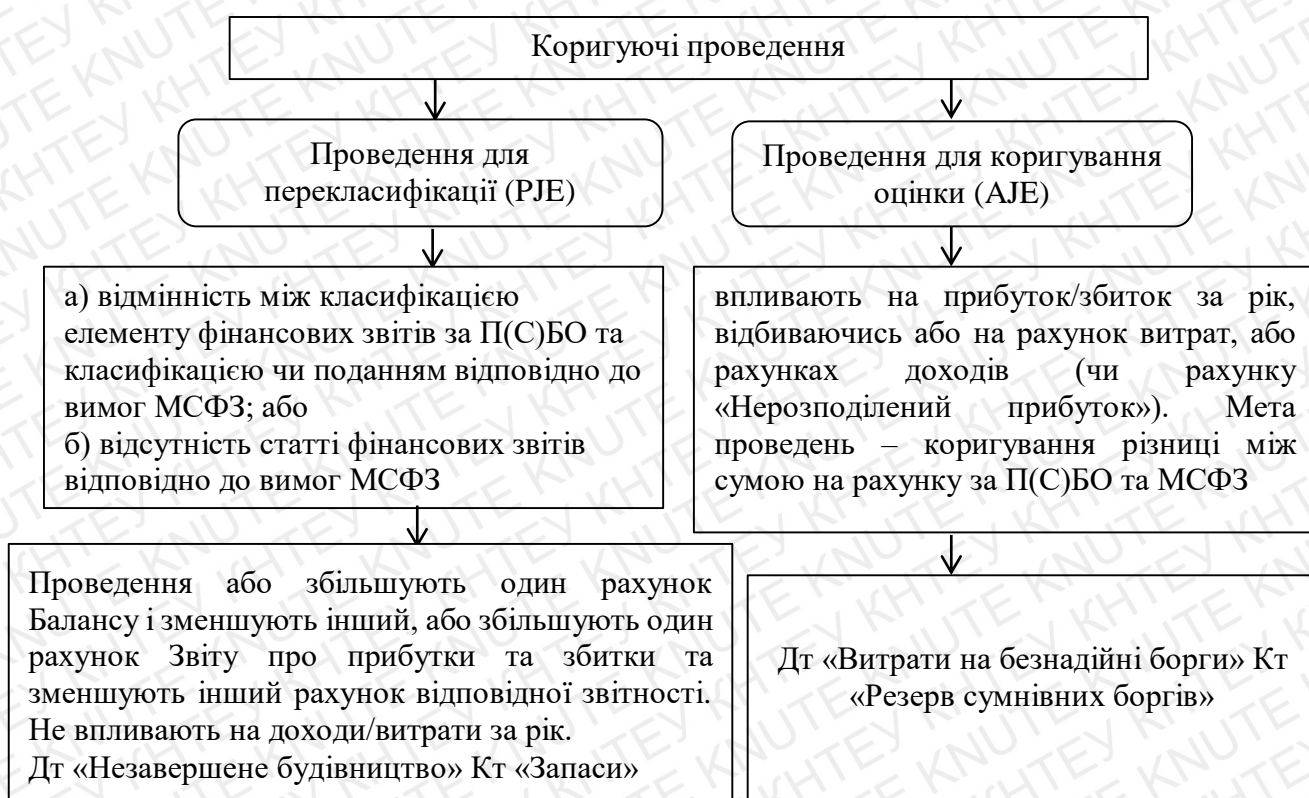 Коригуючі проведення
Проведення для
перекласифікації (PJE)
Проведення для коригування
оцінки (AJE)
а) відмінність між класифікацією
елементу фінансових звітів за П(С)БО та
класифікацією чи поданням відповідно до
вимог МСФЗ; або
б) відсутність статті фінансових звітів
відповідно до вимог МСФЗ
впливають на прибуток/збиток за рік,
відбиваючись або на рахунок витрат, або
рахунках доходів (чи рахунку
«Нерозподілений прибуток»). Мета
проведень – коригування різниці між
сумою на рахунку за П(С)БО та МСФЗ
Проведення або збільшують один рахунок
Балансу і зменшують інший, або збільшують один
рахунок Звіту про прибутки та збитки та
зменшують інший рахунок відповідної звітності.
Не впливають на доходи/витрати за рік.
Дт «Незавершене будівництво» Кт «Запаси»
Дт «Витрати на безнадійні борги» Кт
«Резерв сумнівних боргів»